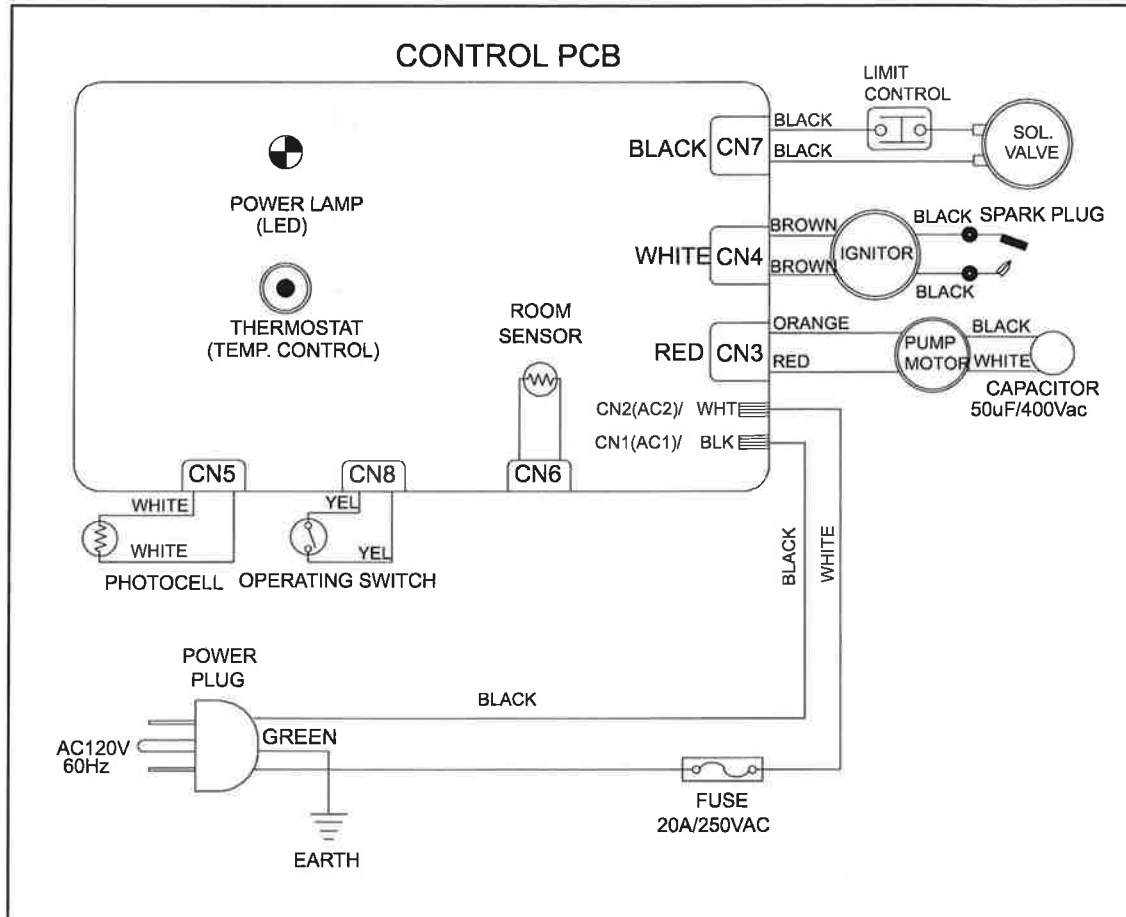 CONTROL PCB
LIMIT
CONTROL
BLACK
BLACK CN7
BLACK
SOL.
VALVE
POWER LAMP
(LED)
BROWN
WHITE CN4
BROWN
IGNITOR
BLACK
SPARK PLUG
BLACK
THERMOSTAT
(TEMP. CONTROL)
ROOM
SENSOR
ORANGE
RED CN3
RED
PUMP
MOTOR
BLACK
WHITE
CAPACITOR
50uF/400Vac
CN2(AC2)/ WHT
CN1(AC1)/ BLK
CN5
CN8
CN6
WHITE
WHITE
PHOTOCELL
YEL
YEL
OPERATING SWITCH
BLACK
WHITE
POWER
PLUG
BLACK
GREEN
AC120V
60Hz
EARTH
FUSE
20A/250VAC